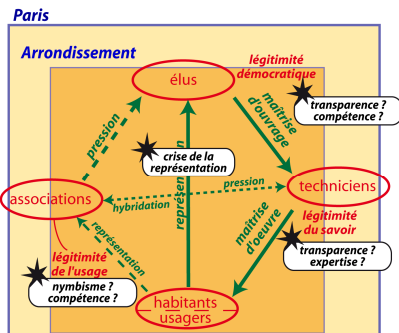 Paris
Arrondissement
élus
légitimité
démocratique
pression
maîtrise
d'ouvrage
transparence ?
compétence ?
crise de la
représentation
représentation
pression
hybridation
associations
techniciens
légitimité
du savoir
maîtrise
d'oeuvre
transparence ?
expertise ?
représentation
légitimité
de l'usage
nymbisme ?
compétence ?
habitants
usagers